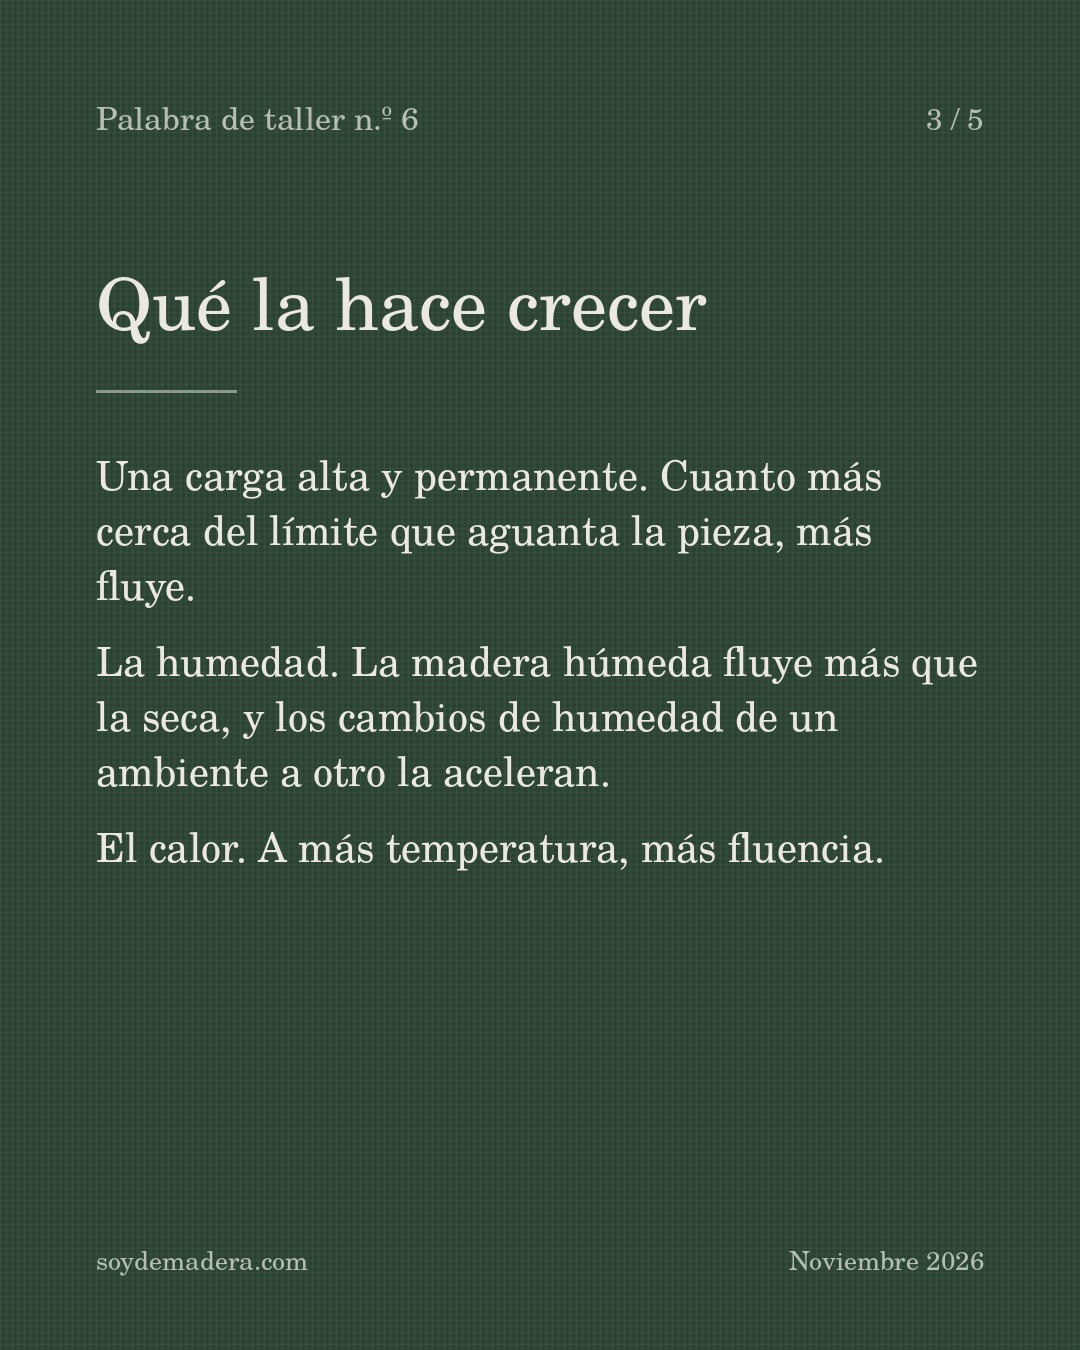 Palabra de taller n.º 6
3 / 5
Qué la hace crecer
Una carga alta y permanente. Cuanto más
cerca del límite que aguanta la pieza, más
fluye.
La humedad. La madera húmeda fluye más que
la seca, y los cambios de humedad de un
ambiente a otro la aceleran.
El calor. A más temperatura, más fluencia.
soydemadera.com
Noviembre 2026